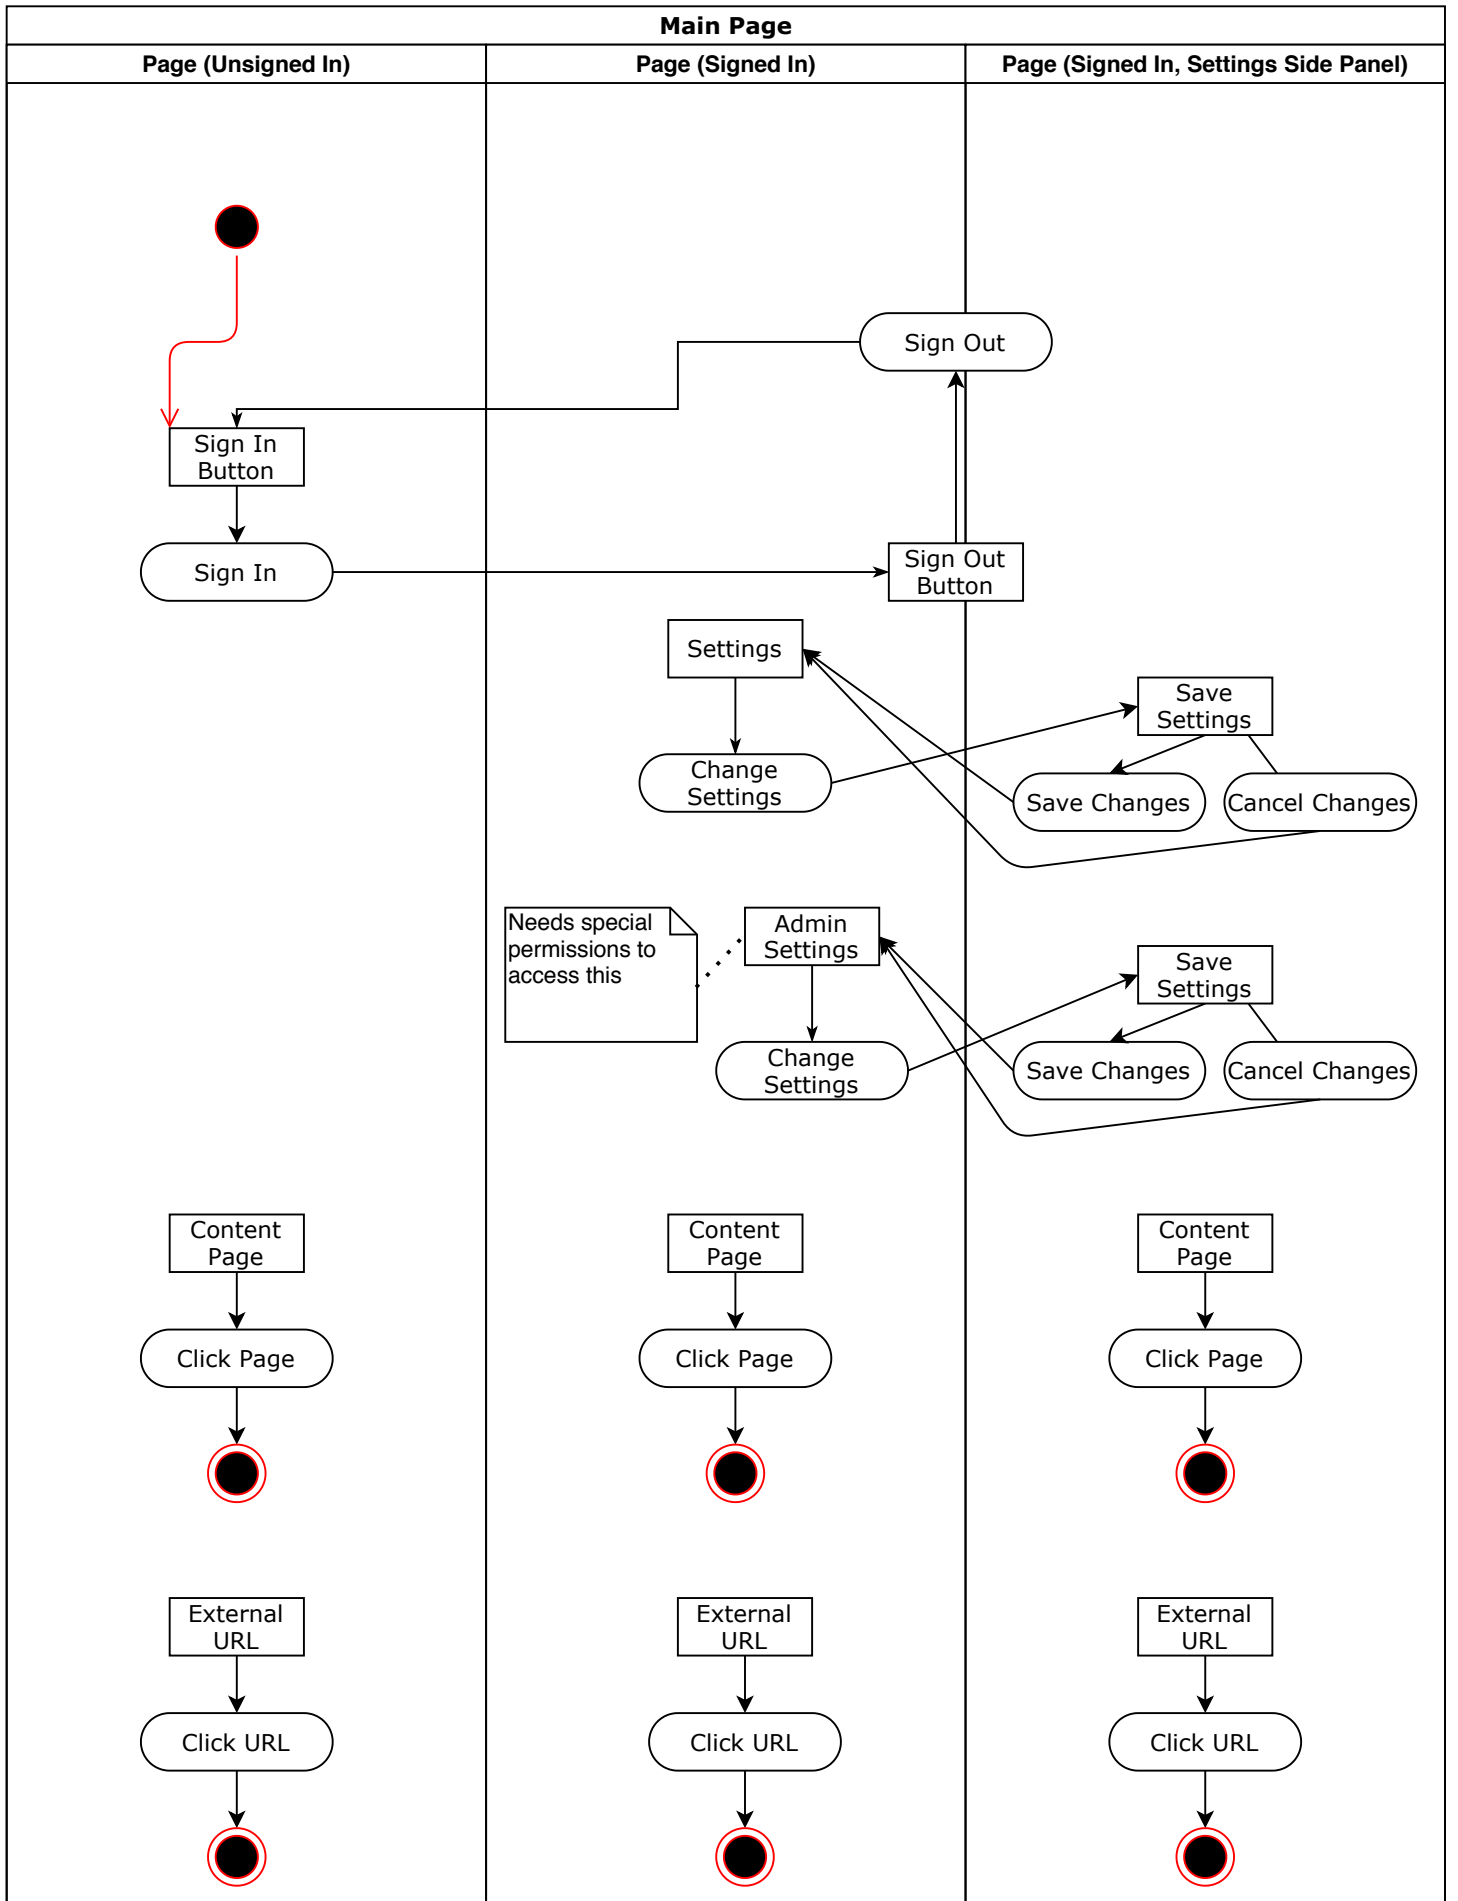 Main Page
Page (Unsigned In)
Page (Signed In)
Page (Signed In, Settings Side Panel)
Sign Out
Sign In
Button
Sign In
Sign Out
Button
Settings
Save
Settings
Change
Settings
Save Changes
Cancel Changes
Needs special
permissions to
access this
Admin
Settings
Save
Settings
Change
Settings
Save Changes
Cancel Changes
Content
Page
Content
Page
Content
Page
Click Page
Click Page
Click Page
External
URL
External
URL
External
URL
Click URL
Click URL
Click URL